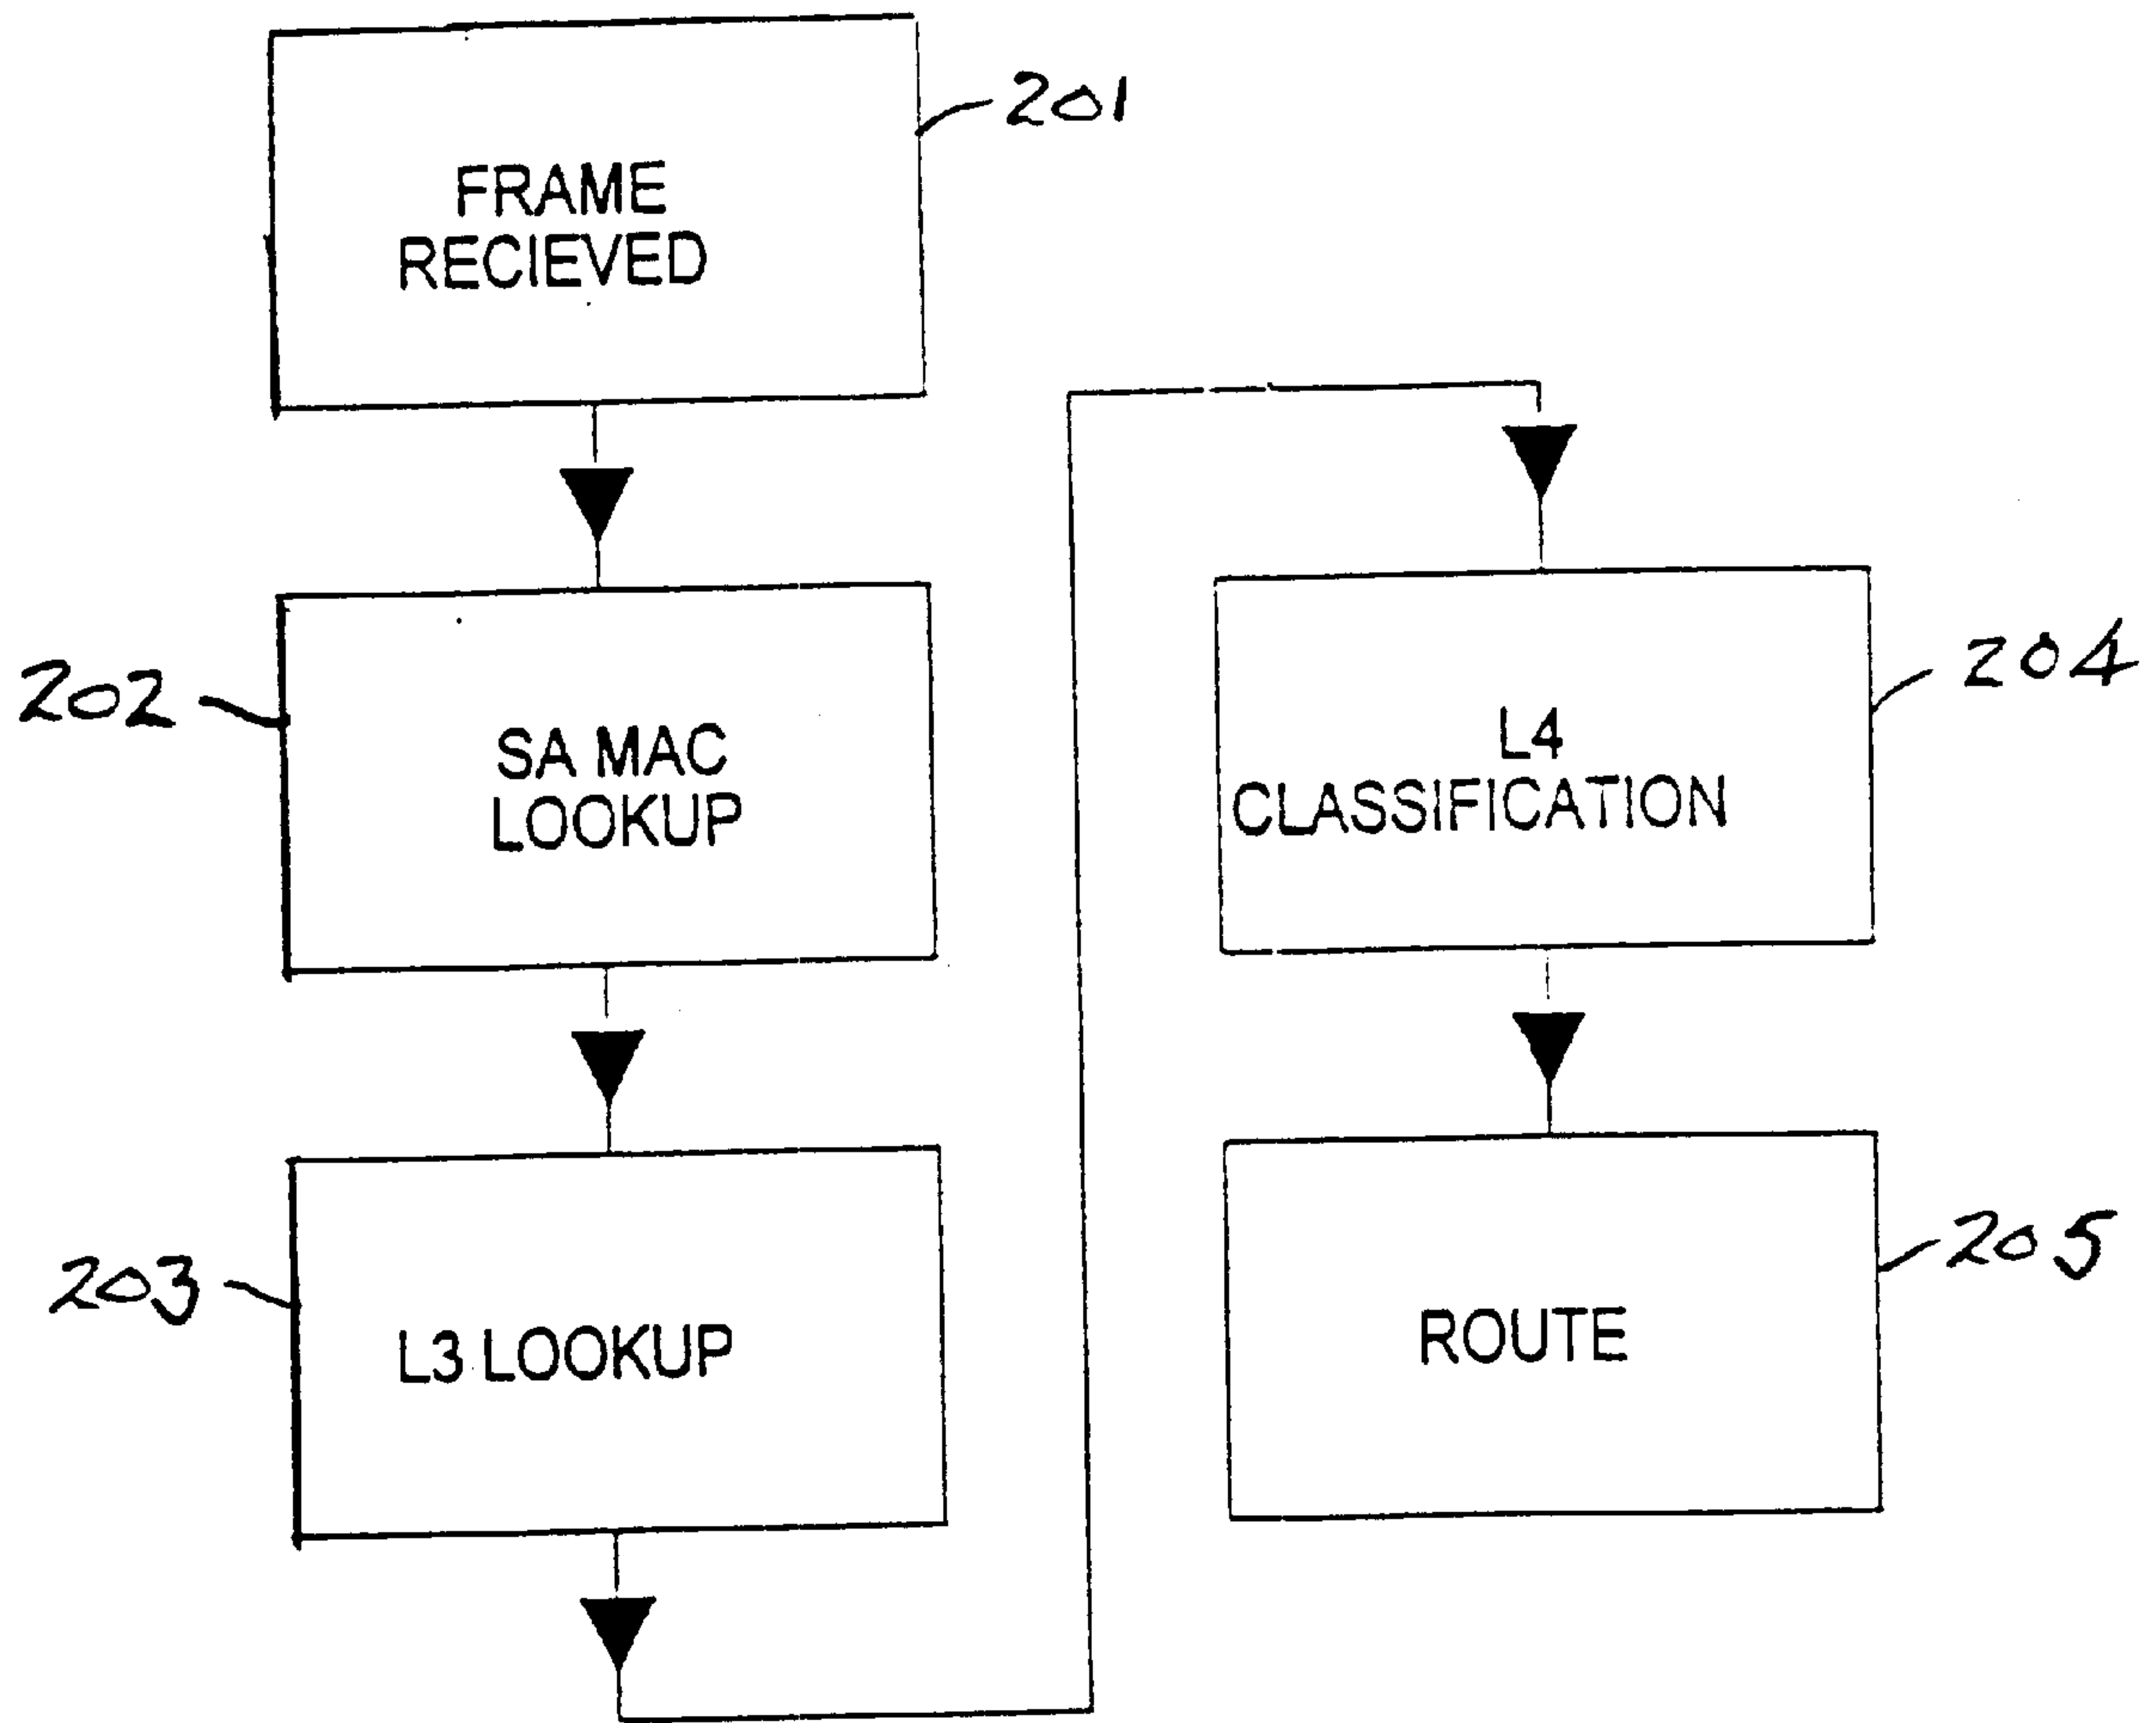 FRAME
RECIEVED
201
SA MAC
LOOKUP
202
L3 LOOKUP
203
L4
CLASSIFICATION
204
ROUTE
205